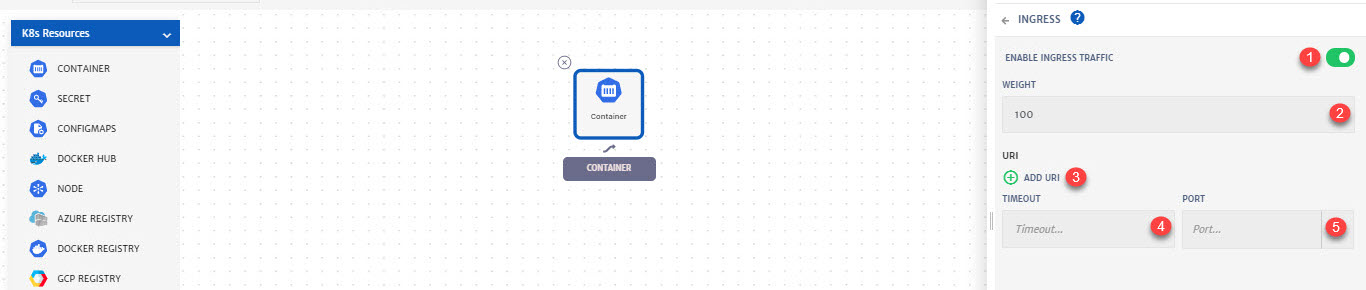 K8s Resources
CONTAINER
SECRET
CONFIGMAPS
DOCKER HUB
NODE
AZURE REGISTRY
DOCKER REGISTRY
GCP REGISTRY
Container
CONTAINER
INGRESS ?
ENABLE INGRESS TRAFFIC 1
WEIGHT
100 2
URI
ADD URI 3
TIMEOUT PORT
Timeout... 4 Port... 5